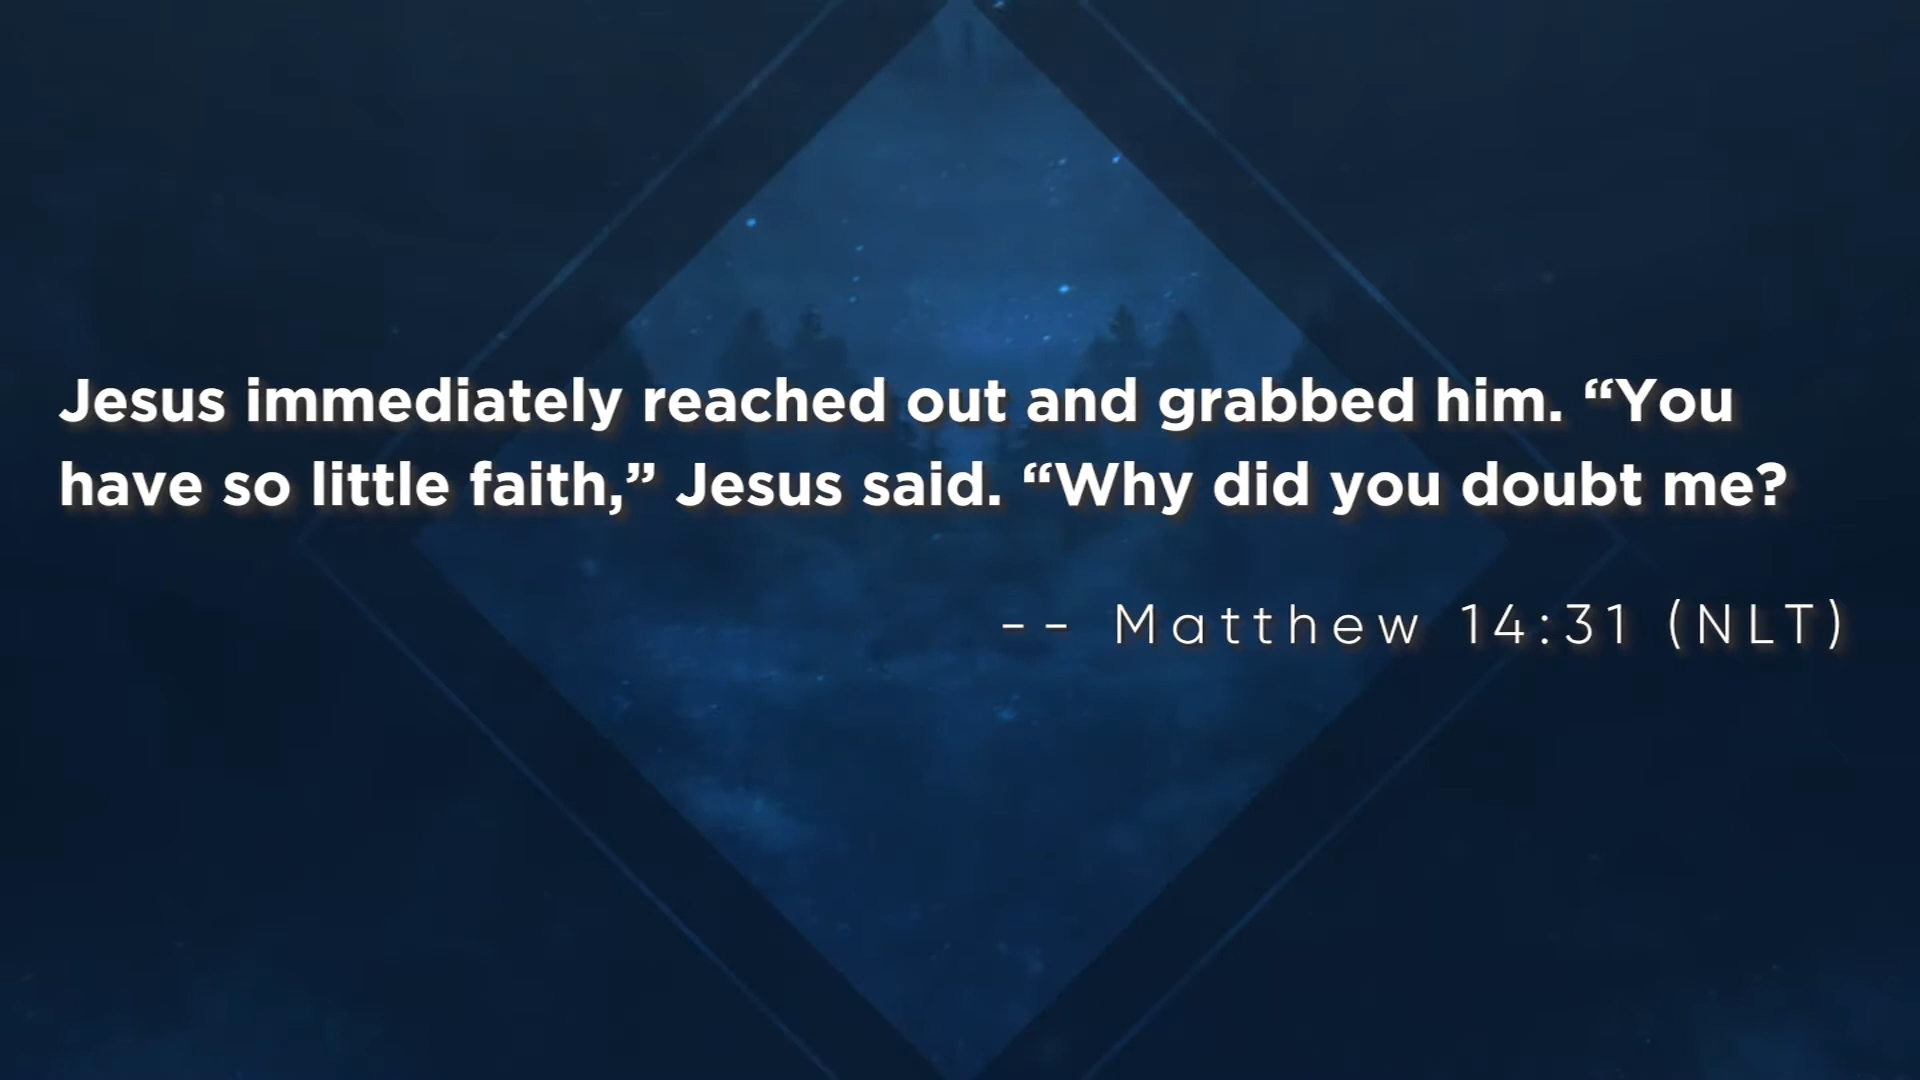 Jesus immediately reached out and grabbed him. “You
have so little faith,” Jesus said. “Why did you doubt me?
-- Matthew 14:31 (NLT)